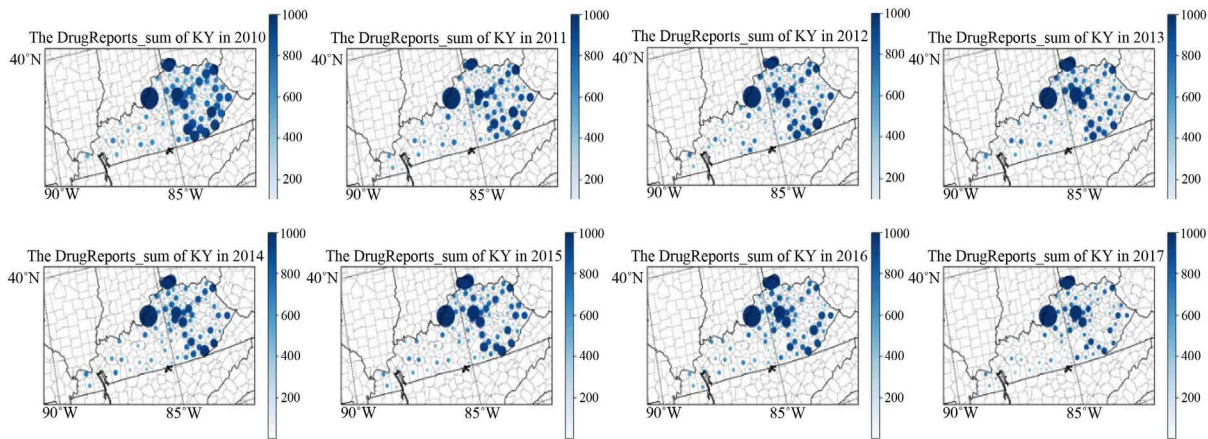 The DrugReports_sum of KY in 2010
40°N
90°W
85°W
1000
800
600
400
200
The DrugReports_sum of KY in 2011
40°N
90°W
85°W
1000
800
600
400
200
The DrugReports_sum of KY in 2012
40°N
90°W
85°W
1000
800
600
400
200
The DrugReports_sum of KY in 2013
40°N
90°W
85°W
1000
800
600
400
200
The DrugReports_sum of KY in 2014
40°N
90°W
85°W
1000
800
600
400
200
The DrugReports_sum of KY in 2015
40°N
90°W
85°W
1000
800
600
400
200
The DrugReports_sum of KY in 2016
40°N
90°W
85°W
1000
800
600
400
200
The DrugReports_sum of KY in 2017
40°N
90°W
85°W
1000
800
600
400
200